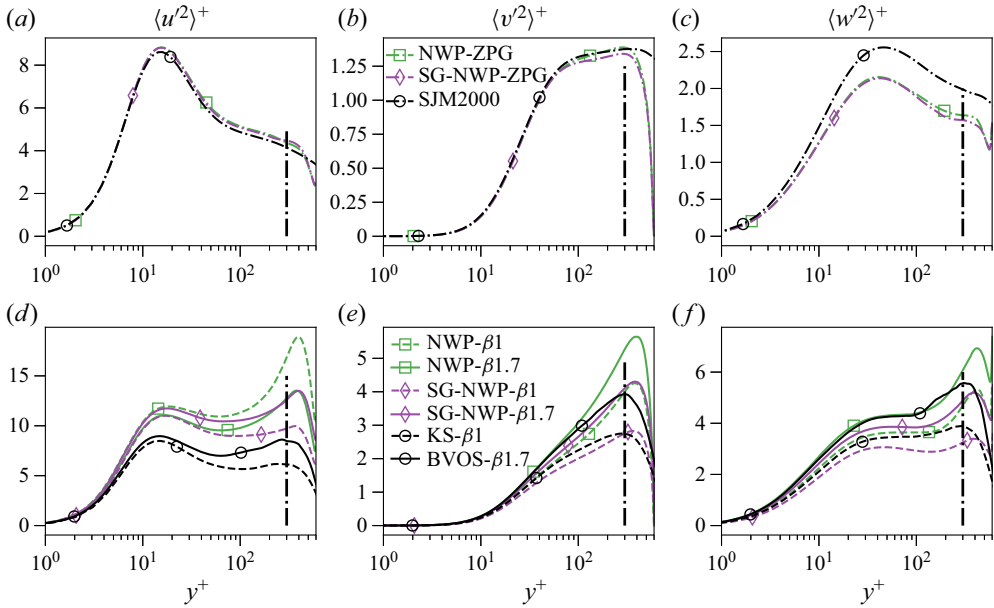 (a) ⟨u′²⟩⁺ (b) ⟨v′²⟩⁺ (c) ⟨w′²⟩⁺
8
6
4
2
0
10⁰ 10¹ 10²
1.25
1.00
0.75
0.50
0.25
0
10⁰ 10¹ 10²
NWP-ZPG
SG-NWP-ZPG
SJM2000
2.5
2.0
1.5
1.0
0.5
0
10⁰ 10¹ 10²
(d) (e) (f)
15
10
5
0
10⁰ 10¹ 10²
y⁺
5
4
3
2
1
0
10⁰ 10¹ 10²
y⁺
NWP-β1
NWP-β1.7
SG-NWP-β1
SG-NWP-β1.7
KS-β1
BVOS-β1.7
6
4
2
0
10⁰ 10¹ 10²
y⁺